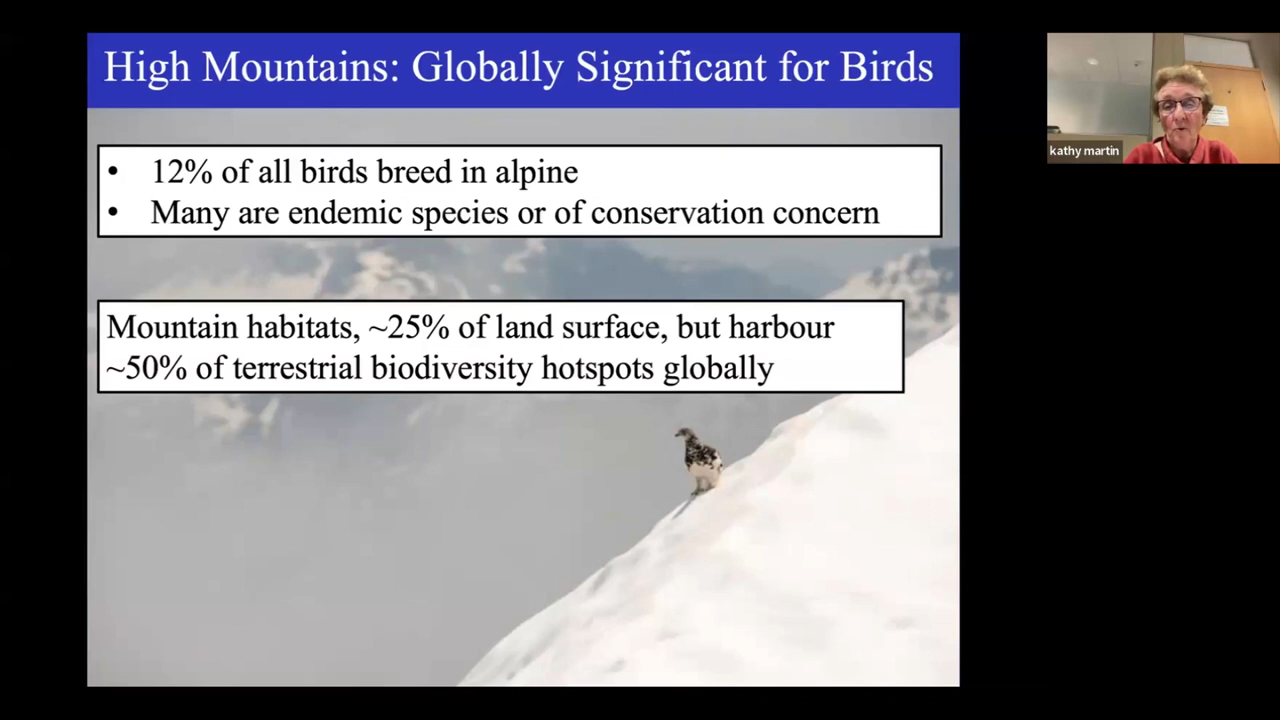 High Mountains: Globally Significant for Birds
• 12% of all birds breed in alpine
• Many are endemic species or of conservation concern
Mountain habitats, ~25% of land surface, but harbour
~50% of terrestrial biodiversity hotspots globally
kathy martin